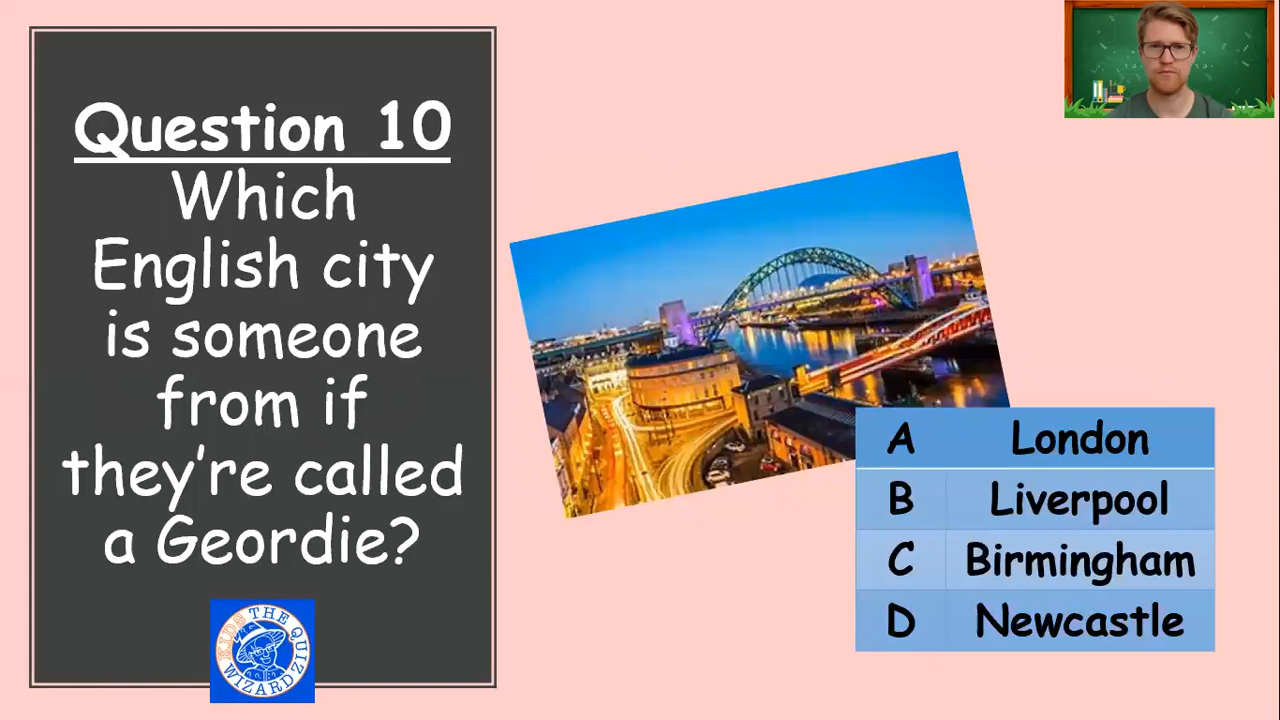 Question 10
Which
English city
is someone
from if
they're called
a Geordie?
KIDS THE QUIZ WIZARD
A London
B Liverpool
C Birmingham
D Newcastle